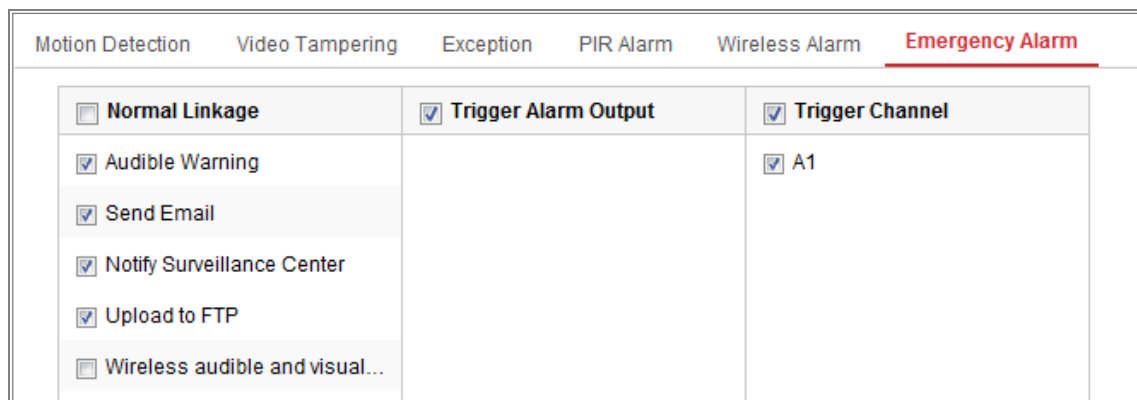 Motion Detection Video Tampering Exception PIR Alarm Wireless Alarm Emergency Alarm
Normal Linkage Trigger Alarm Output Trigger Channel
Audible Warning A1
Send Email
Notify Surveillance Center
Upload to FTP
Wireless audible and visual...